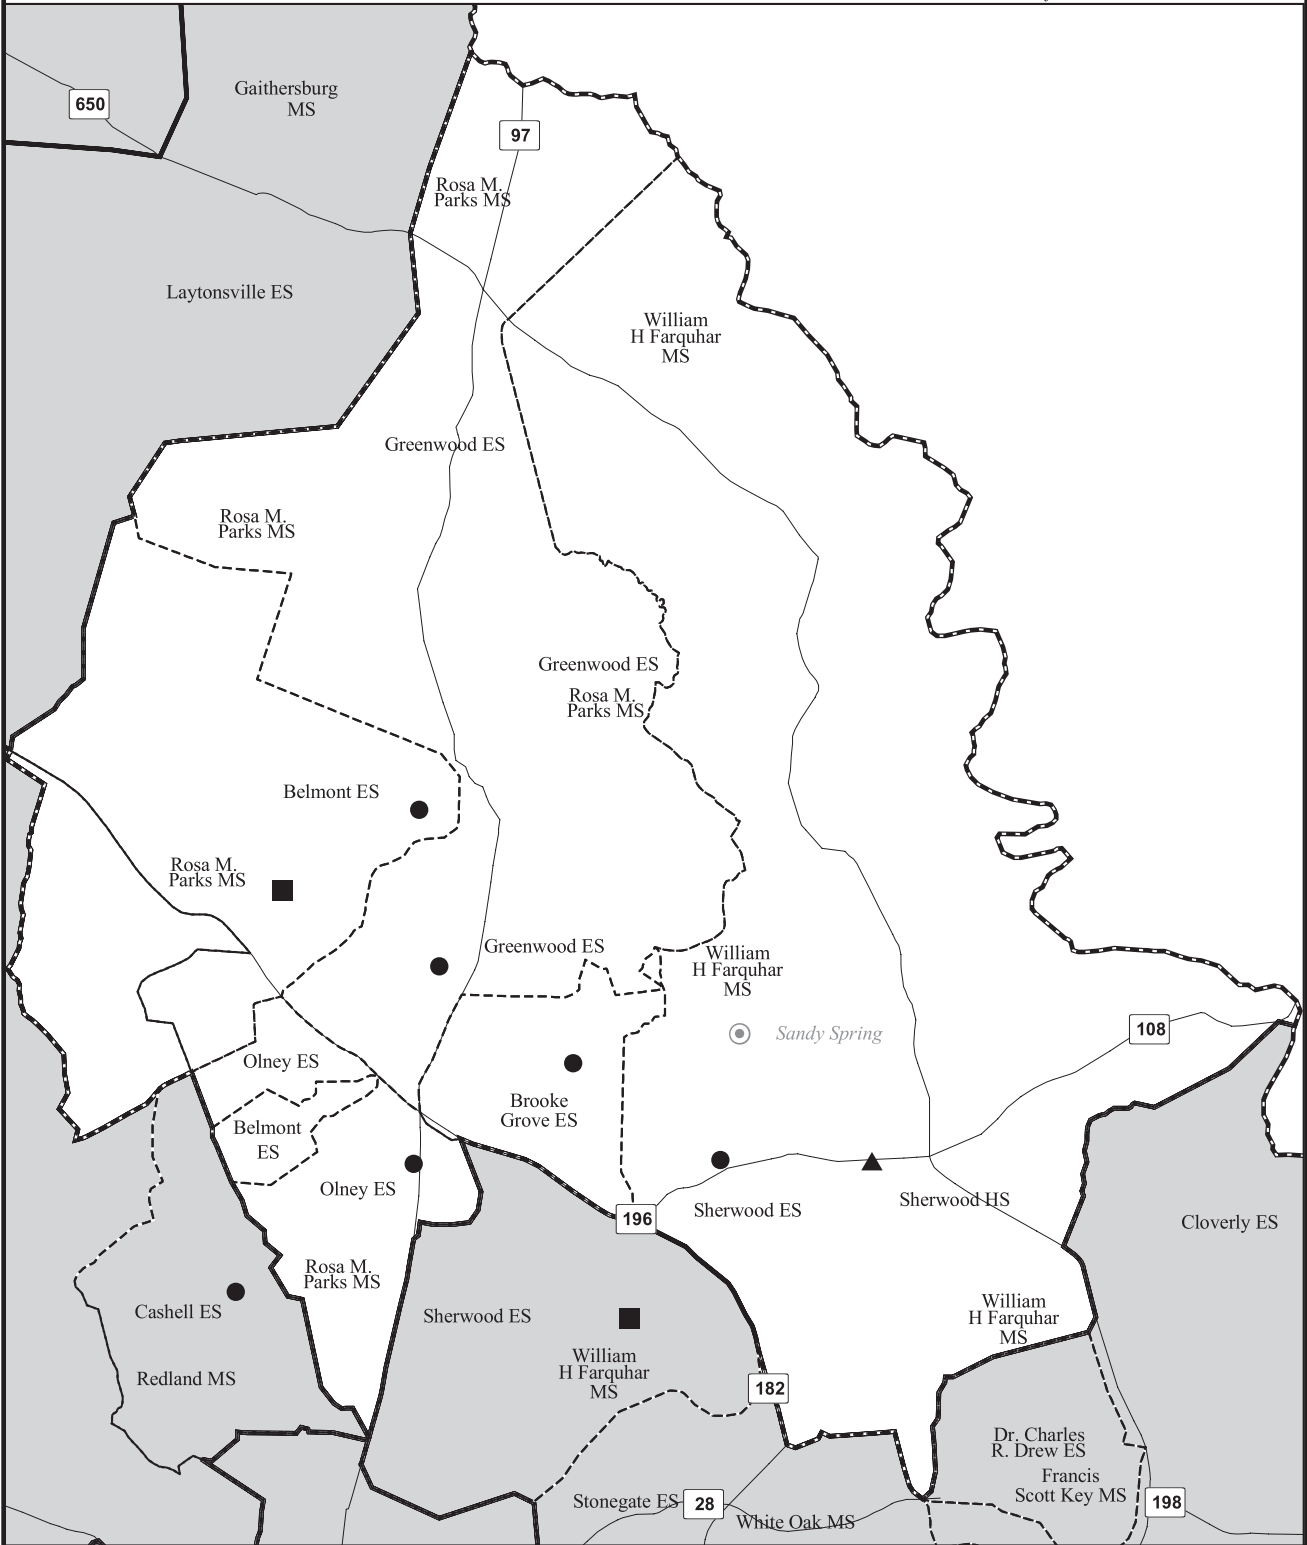 650
Gaithersburg
MS
97
Rosa M.
Parks MS
Laytonsville ES
William
H Farquhar
MS
Greenwood ES
Rosa M.
Parks MS
Greenwood ES
Rosa M.
Parks MS
Belmont ES
Rosa M.
Parks MS
Greenwood ES
William
H Farquhar
MS
Sandy Spring
108
Olney ES
Brooke
Grove ES
Belmont
ES
Olney ES
Sherwood ES
Sherwood HS
196
Cloverly ES
Rosa M.
Parks MS
Cashell ES
Sherwood ES
William
H Farquhar
MS
Redland MS
William
H Farquhar
MS
182
Dr. Charles
R. Drew ES
Francis
Scott Key MS
Stonegate ES
28
198
White Oak MS